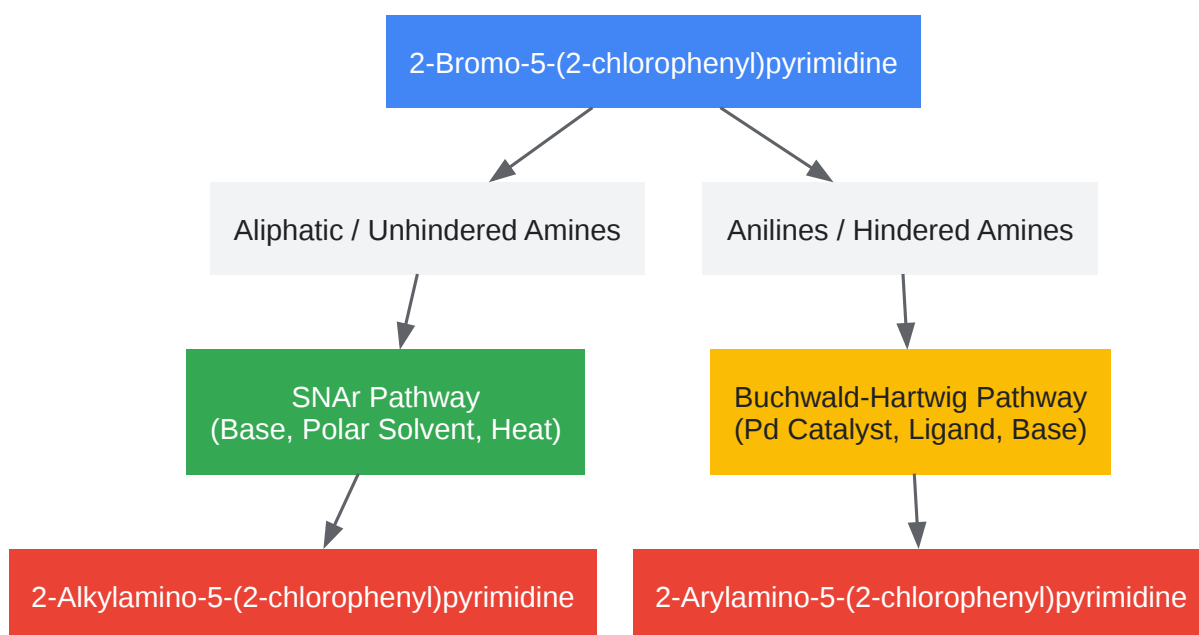 2-Bromo-5-(2-chlorophenyl)pyrimidine
Aliphatic / Unhindered Amines
Anilines / Hindered Amines
SNAr Pathway
(Base, Polar Solvent, Heat)
Buchwald-Hartwig Pathway
(Pd Catalyst, Ligand, Base)
2-Alkylamino-5-(2-chlorophenyl)pyrimidine
2-Arylamino-5-(2-chlorophenyl)pyrimidine